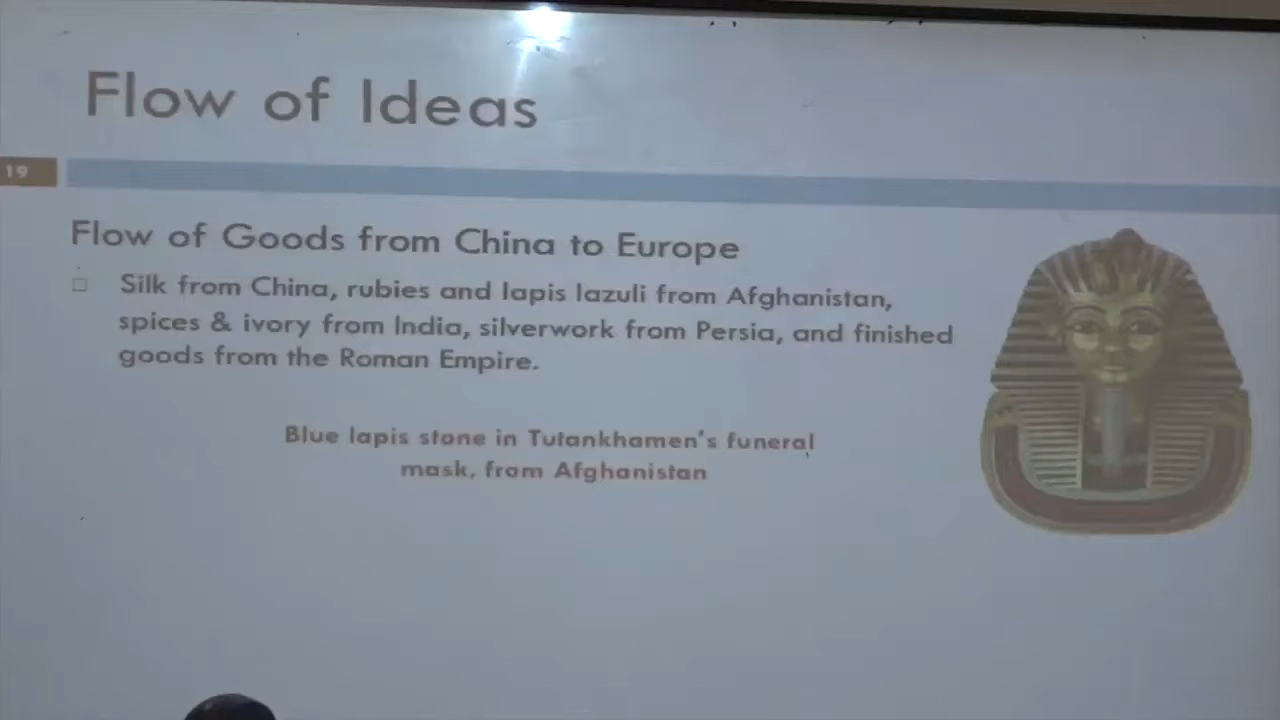 Flow of Ideas
19
Flow of Goods from China to Europe
Silk from China, rubies and lapis lazuli from Afghanistan,
spices & ivory from India, silverwork from Persia, and finished
goods from the Roman Empire.
Blue lapis stone in Tutankhamen's funeral
mask, from Afghanistan